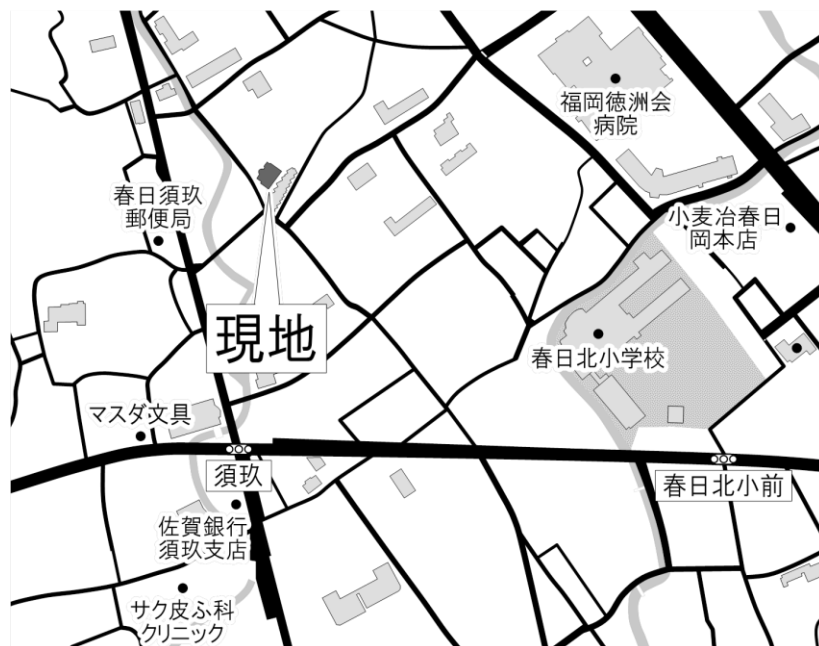 福岡徳洲会
病院
春日須玖
郵便局
小麦冶春日
岡本店
現地
春日北小学校
マスダ文具
須玖
春日北小前
佐賀銀行
須玖支店
サク皮ふ科
クリニック